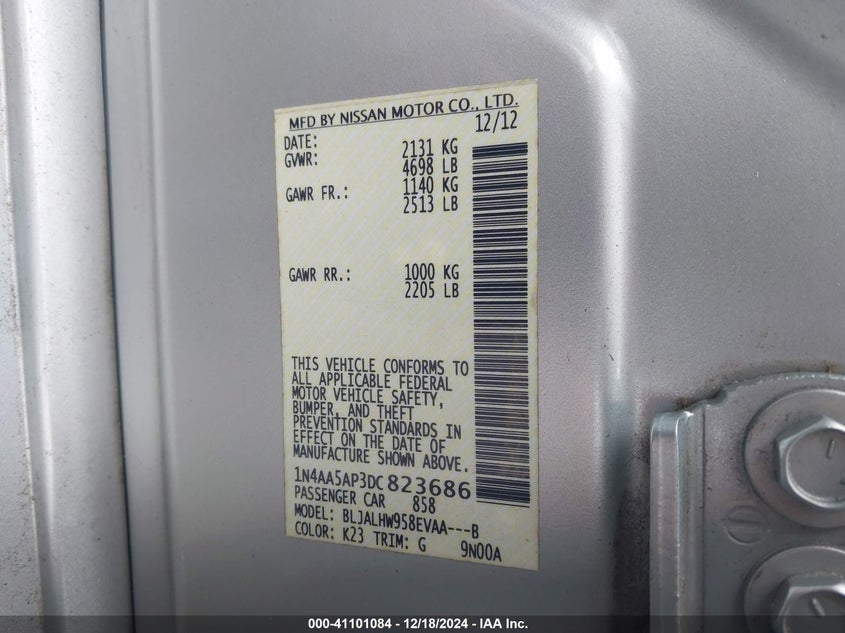 MFD BY NISSAN MOTOR CO., LTD.
DATE: 12/12
GVWR: 2131 KG
4698 LB
GAWR FR.: 1140 KG
2513 LB
GAWR RR.: 1000 KG
2205 LB
THIS VEHICLE CONFORMS TO
ALL APPLICABLE FEDERAL
MOTOR VEHICLE SAFETY,
BUMPER, AND THEFT
PREVENTION STANDARDS IN
EFFECT ON THE DATE OF
MANUFACTURE SHOWN ABOVE.
1N4AA5AP3DC823686
PASSENGER CAR 858
MODEL: BLJALHW958EVAA---B
COLOR: K23 TRIM: G 9N00A
000-41101084 - 12/18/2024 - IAA Inc.